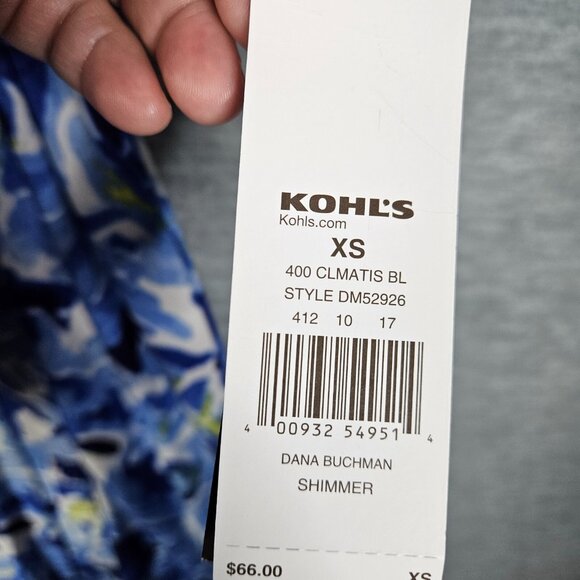 KOHL'S
Kohls.com
XS
400 CLMATIS BL
STYLE DM52926
412 10 17
4 00932 54951 4
DANA BUCHMAN
SHIMMER
$66.00 XS